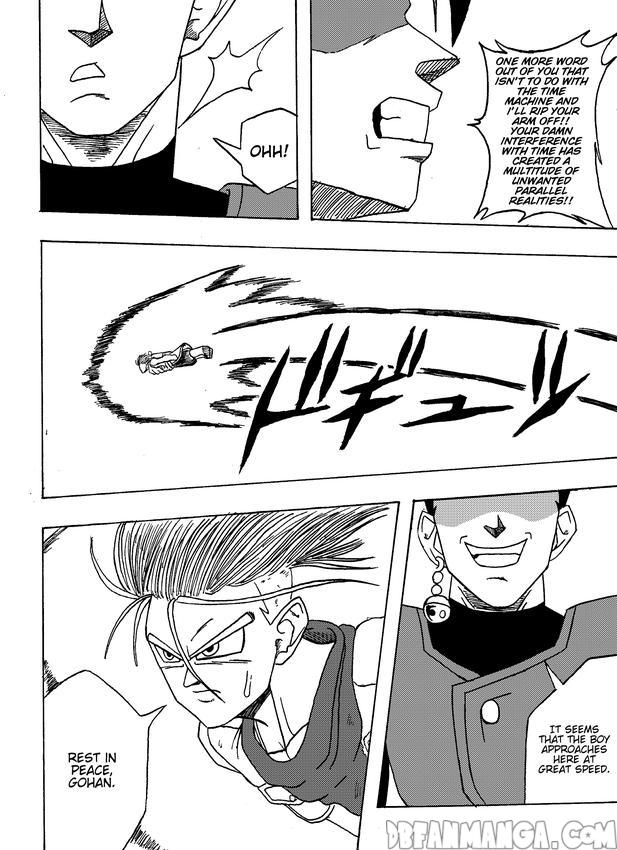 ONE MORE WORD
OUT OF YOU THAT
ISN'T TO DO WITH
THE TIME
MACHINE AND
I'LL RIP YOUR
ARM OFF!!
YOUR DAMN
INTERFERENCE
WITH TIME HAS
CREATED A
MULTITUDE OF
UNWANTED
PARALLEL
REALITIES!!
OHH!
ドギュッ
IT SEEMS
THAT THE BOY
APPROACHES
HERE AT
GREAT SPEED.
REST IN
PEACE,
GOHAN.
DBFANMANGA.COM